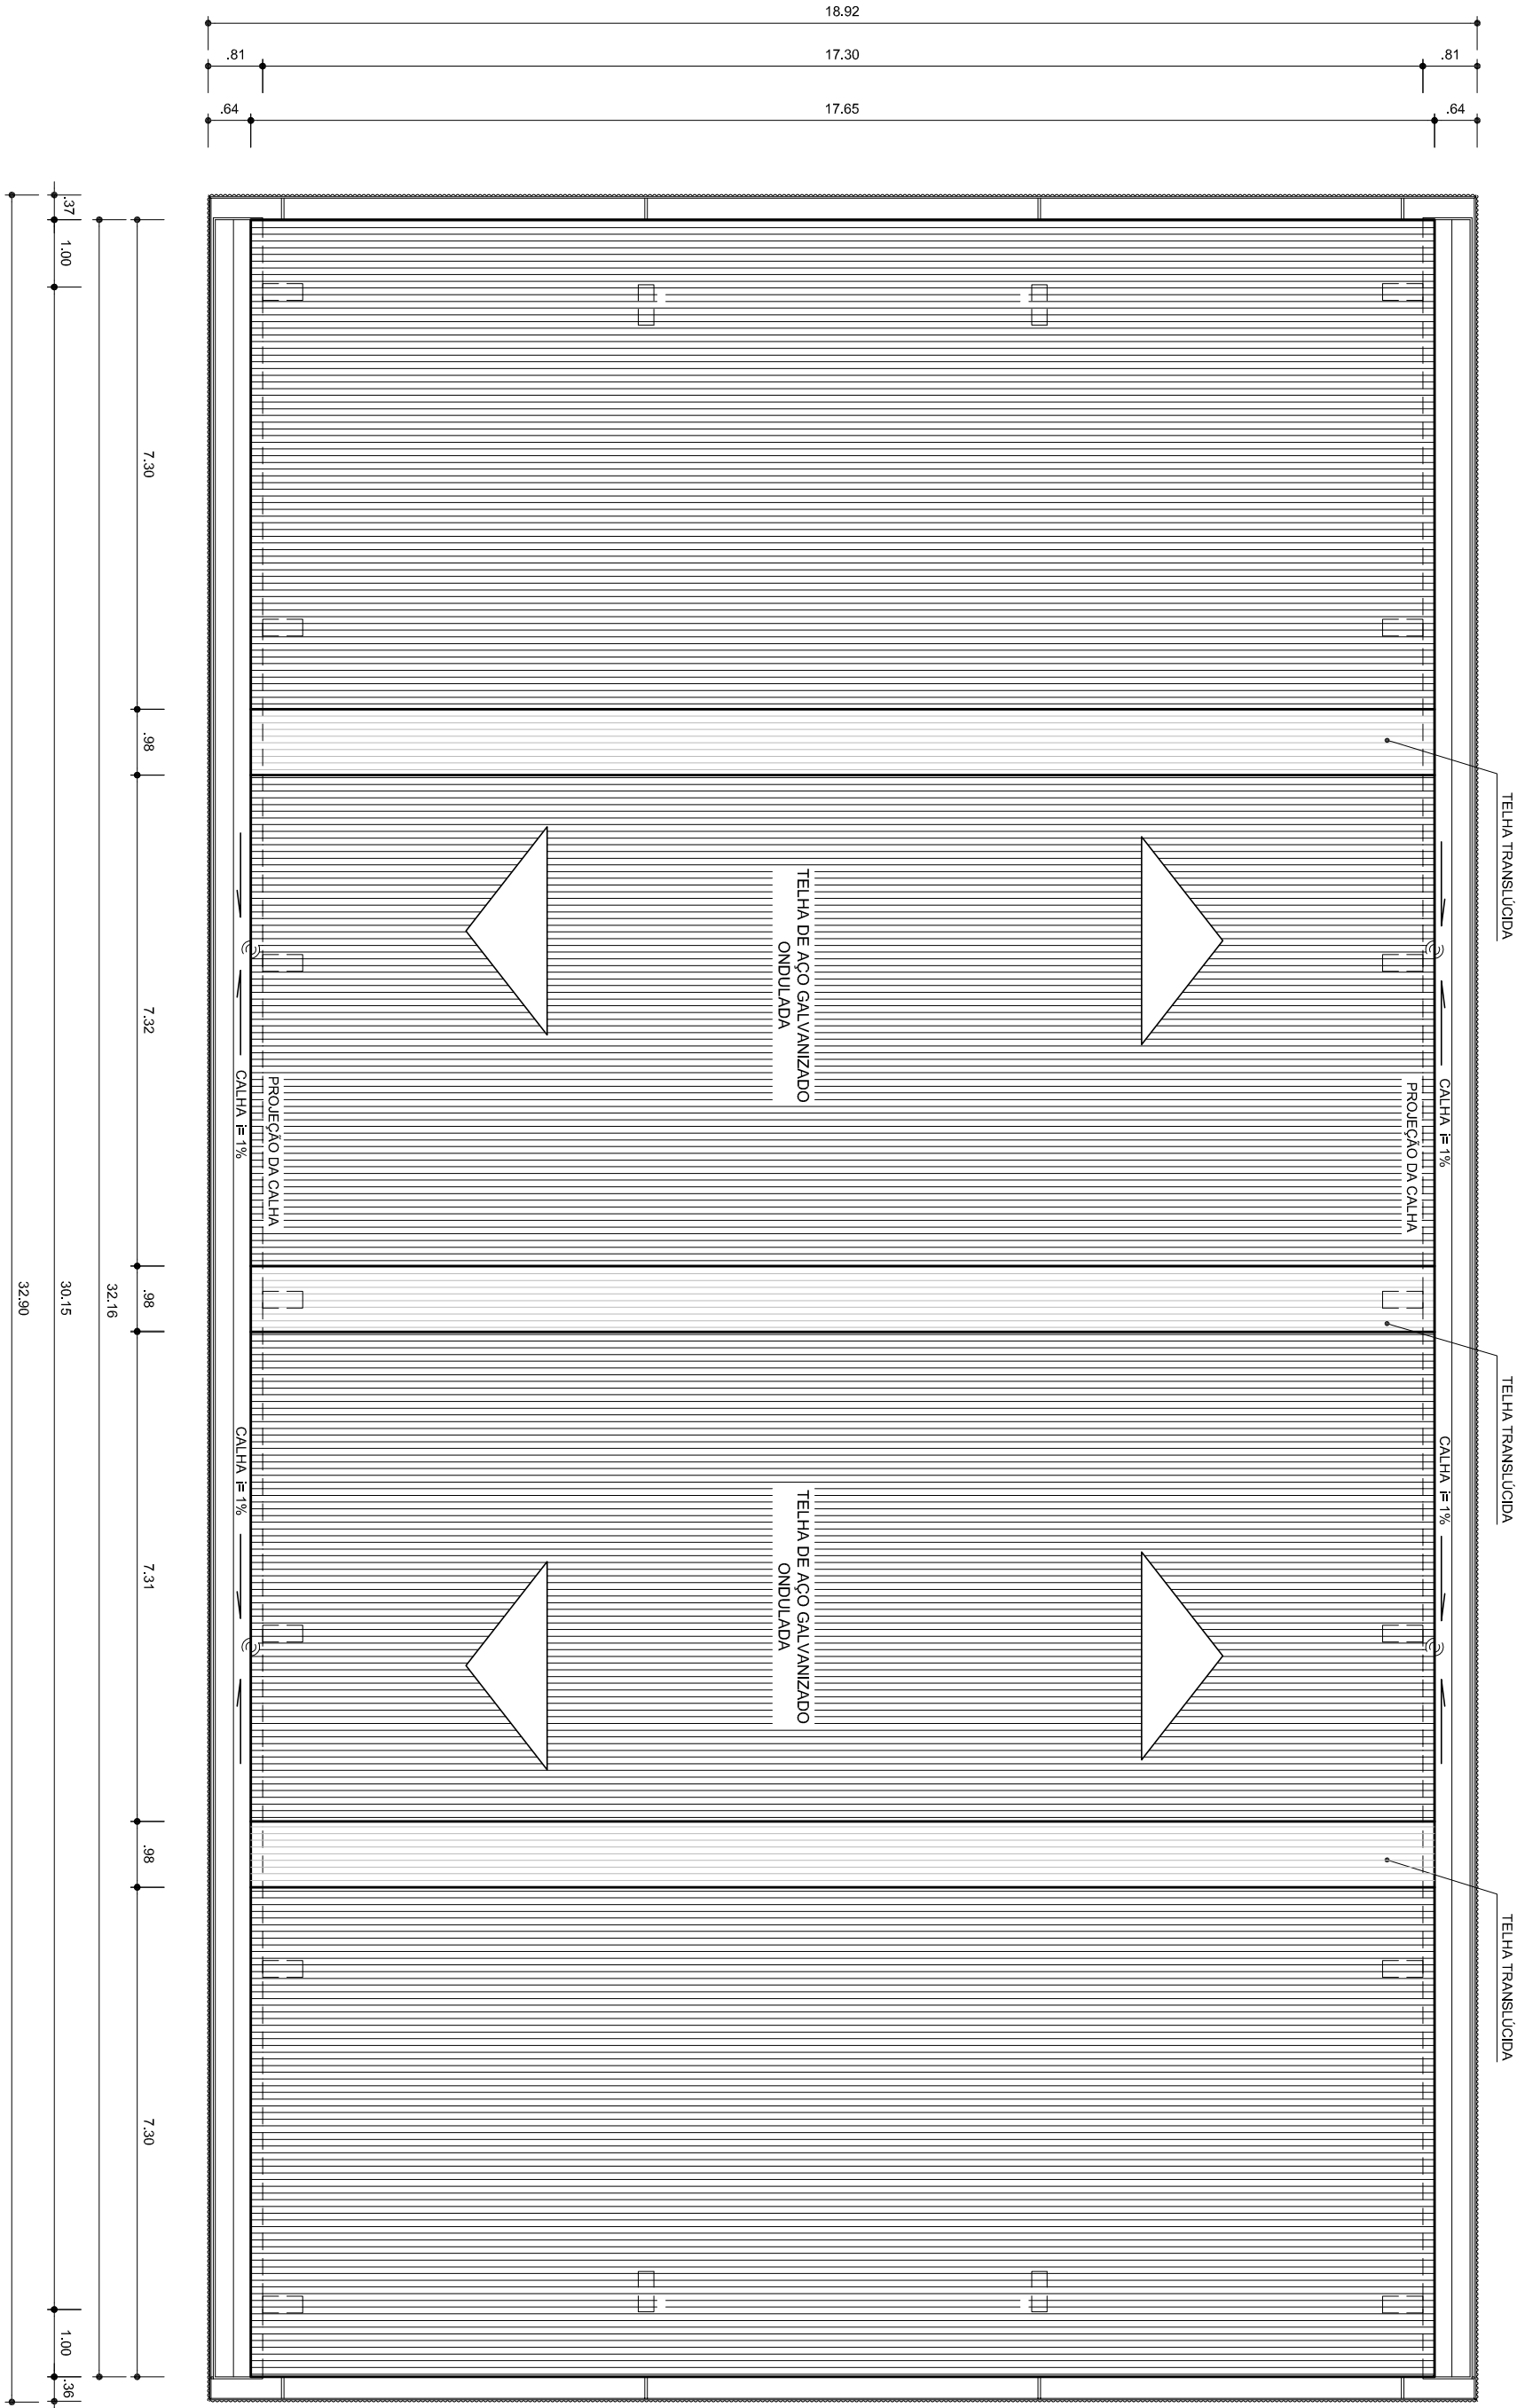 18.92
.81
17.30
.81
.64
17.65
.64
.37
1.00
7.30
.98
TELHA TRANSLÚCIDA
TELHA DE AÇO GALVANIZADO
ONDULADA
7.32
CALHA i= 1%
PROJEÇÃO DA CALHA
PROJEÇÃO DA CALHA
CALHA i= 1%
32.90
30.15
32.16
.98
TELHA TRANSLÚCIDA
CALHA i= 1%
CALHA i= 1%
TELHA DE AÇO GALVANIZADO
ONDULADA
7.31
.98
TELHA TRANSLÚCIDA
7.30
1.00
.36